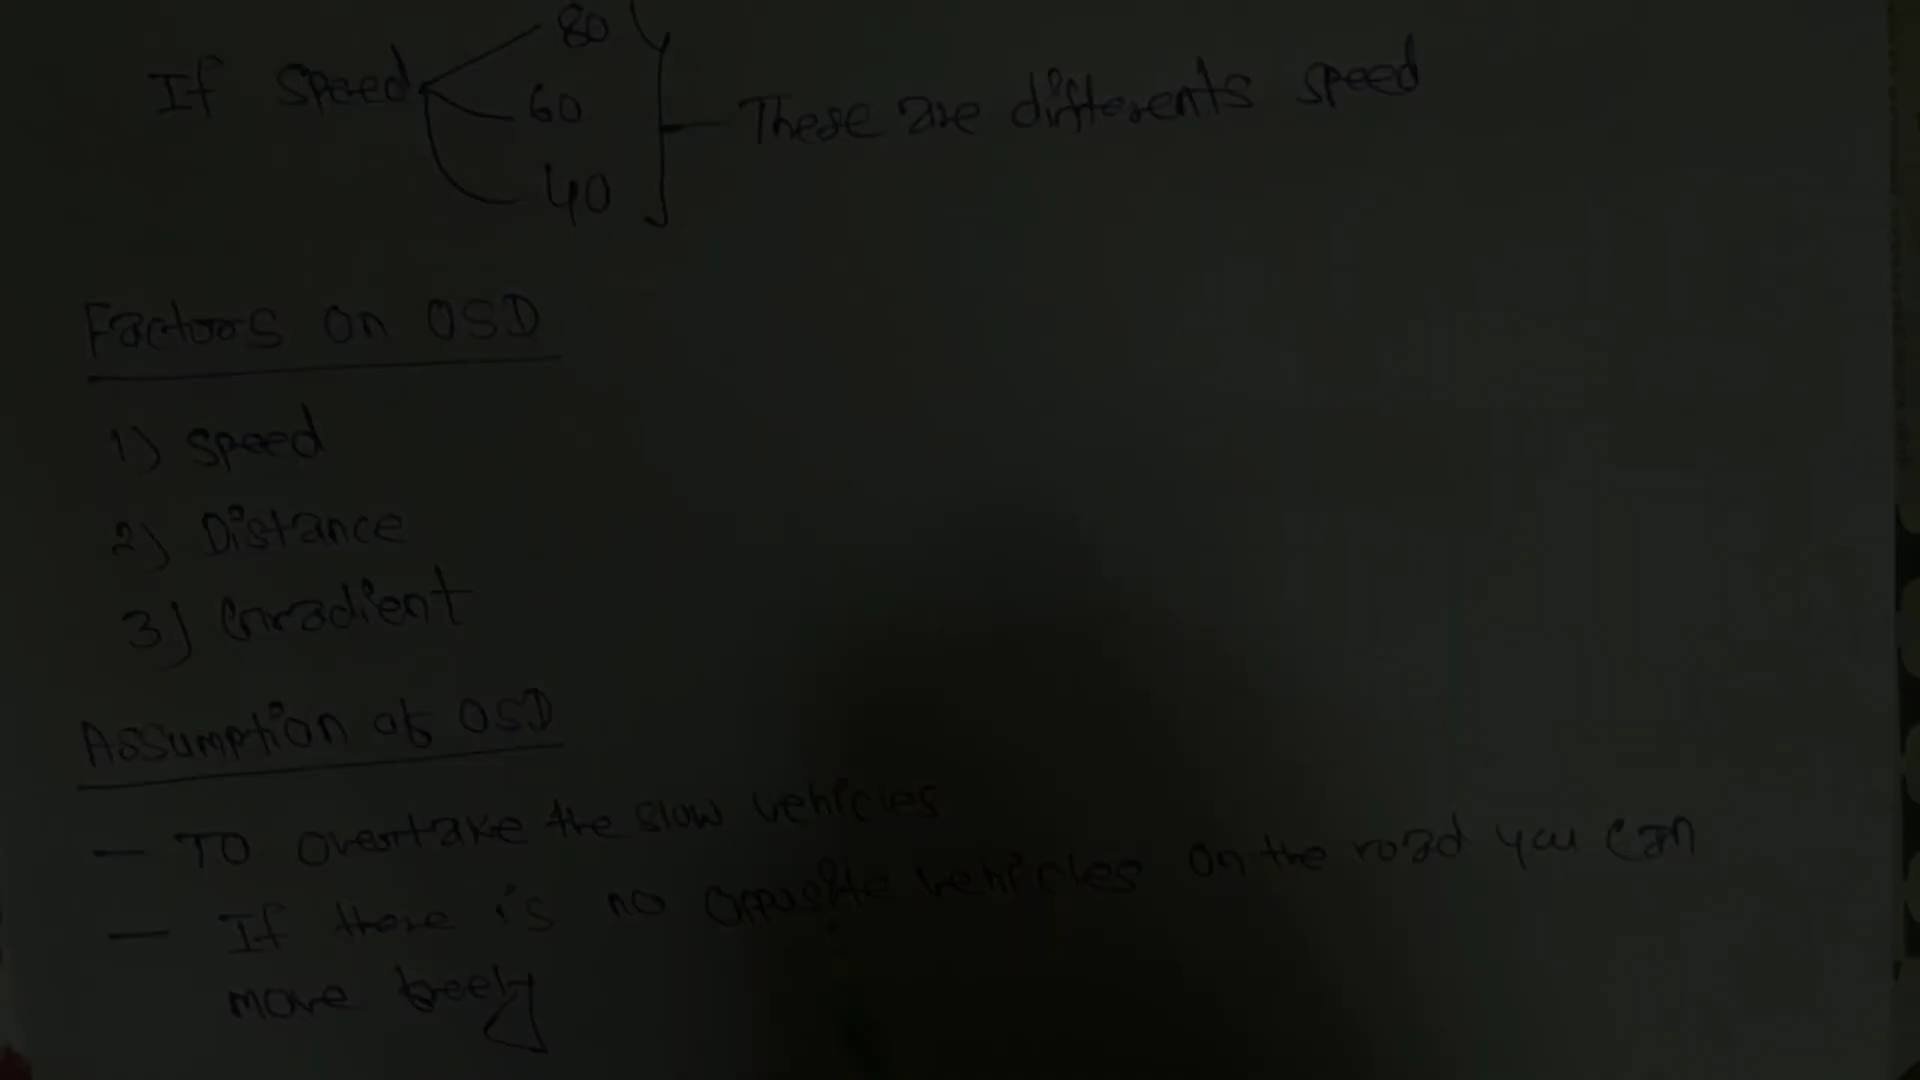 80
If speed 60 These are differents speed
40
Factors on OSD
1) speed
2) Distance
3) Gradient
Assumption of OSD
— To overtake the slow vehicles
— If there is no opposite vehicles on the road you can
move freely